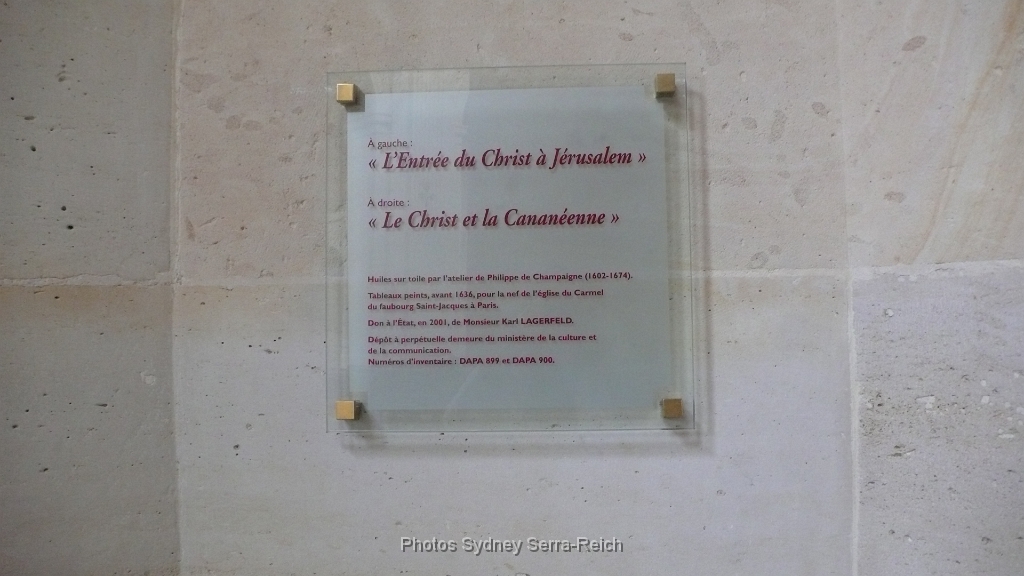 À gauche :
« L'Entrée du Christ à Jérusalem »
À droite :
« Le Christ et la Cananéenne »
Huiles sur toile par l'atelier de Philippe de Champaigne (1602-1674).
Tableaux peints, avant 1636, pour la nef de l'église du Carmel
du faubourg Saint-Jacques à Paris.
Don à l'État, en 2001, de Monsieur Karl LAGERFELD.
Dépôt à perpétuelle demeure du ministère de la culture et
de la communication.
Numéros d'inventaire : DAPA 899 et DAPA 900.
Photos Sydney Serra-Reich